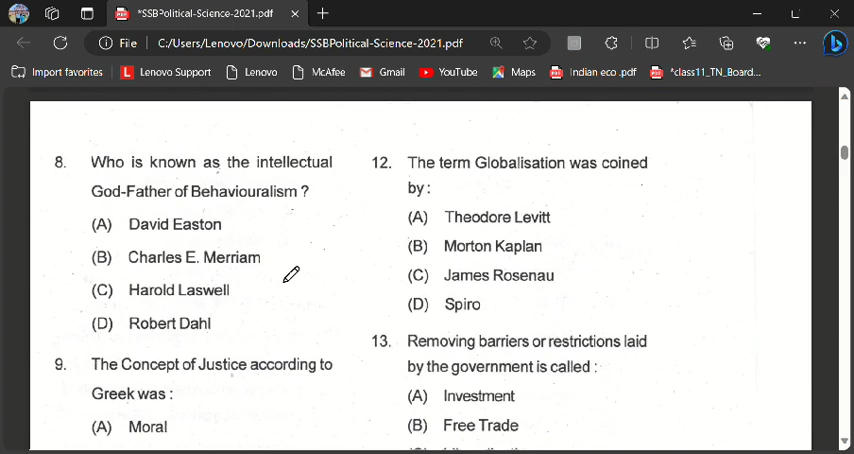 *SSBPolitical-Science-2021.pdf
File
C:/Users/Lenovo/Downloads/SSBPolitical-Science-2021.pdf
Import favorites
Lenovo Support
Lenovo
McAfee
Gmail
YouTube
Maps
Indian eco .pdf
*class11_TN_Board...
8. Who is known as the intellectual
God-Father of Behaviouralism ?
(A) David Easton
(B) Charles E. Merriam
(C) Harold Laswell
(D) Robert Dahl
9. The Concept of Justice according to
Greek was :
(A) Moral
12. The term Globalisation was coined
by :
(A) Theodore Levitt
(B) Morton Kaplan
(C) James Rosenau
(D) Spiro
13. Removing barriers or restrictions laid
by the government is called :
(A) Investment
(B) Free Trade